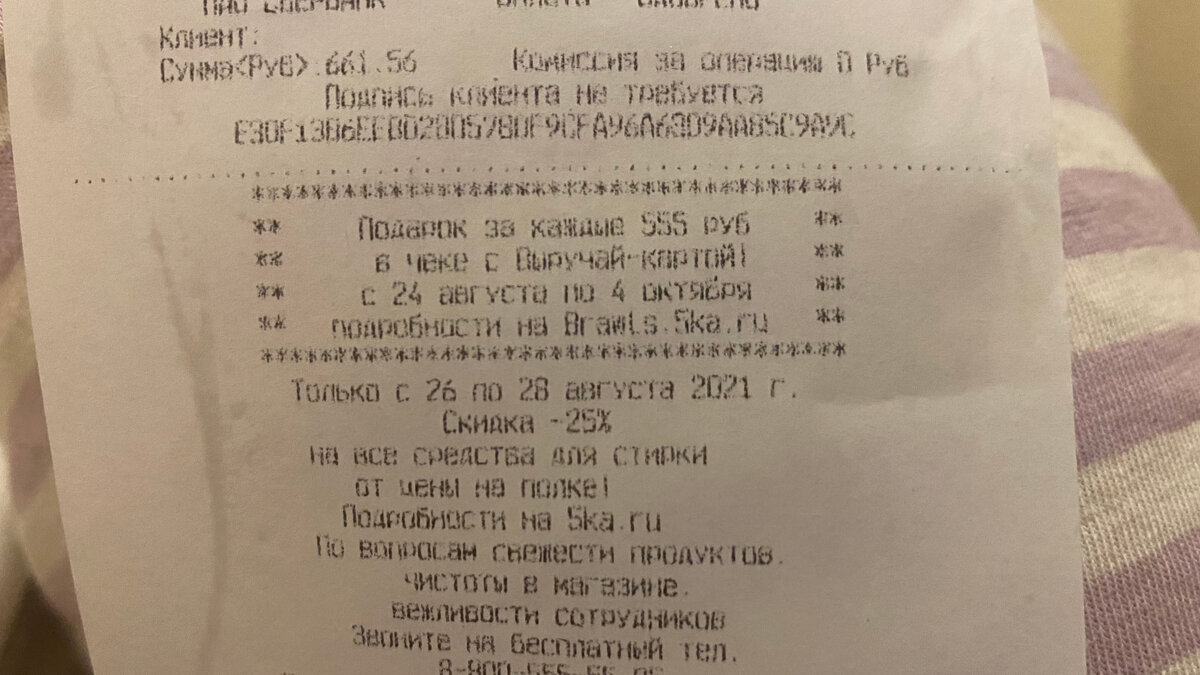 ПАО СБЕРБАНК ОПЛАТА
Клиент:
Сумма<Руб>:661.56 Комиссия за операцию 0 Руб
Подпись клиента не требуется
****************************************
** Подарок за каждые 555 руб **
** в чеке с Выручай-картой! **
** с 24 августа по 4 октября **
** подробности на Brawls.5ka.ru **
****************************************
Только с 26 по 28 августа 2021 г.
Скидка -25%
на все средства для стирки
от цены на полке!
Подробности на 5ka.ru
По вопросам свежести продуктов.
чистоты в магазине.
вежливости сотрудников
Звоните на бесплатный тел.